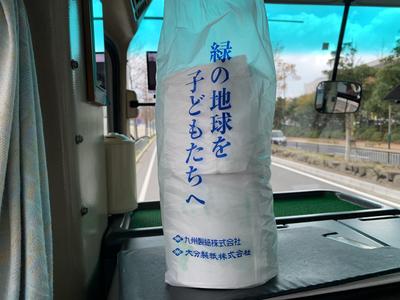 緑の地球を
子どもたちへ
九州製紙株式会社
大分製紙株式会社